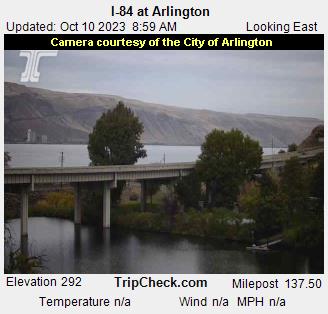 I-84 at Arlington
Updated: Oct 10 2023 8:59 AM Looking East
Camera courtesy of the City of Arlington
Elevation 292 TripCheck.com Milepost 137.50
Temperature n/a Wind n/a MPH n/a